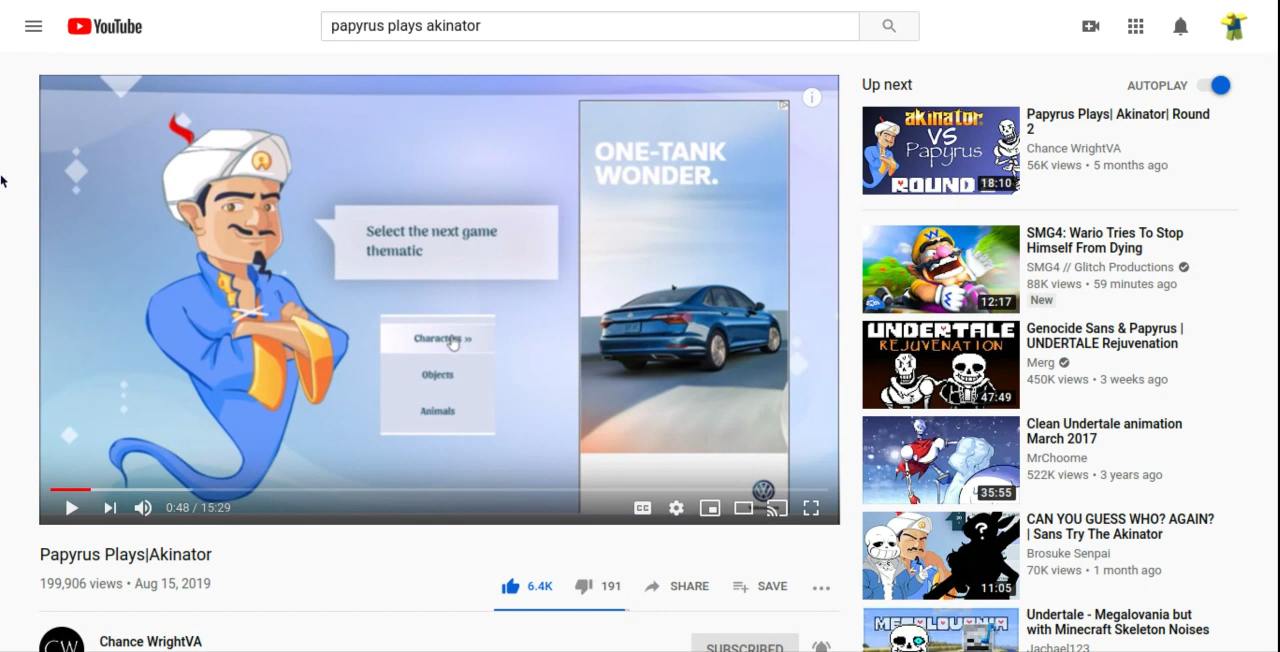 YouTube
papyrus plays akinator
Select the next game
thematic
Characters »
Objects
Animals
ONE-TANK
WONDER.
0:48 / 15:29
CC
Papyrus Plays|Akinator
199,906 views • Aug 15, 2019
6.4K
191
SHARE
SAVE
CW
Chance WrightVA
SUBSCRIBED
Up next
AUTOPLAY
akinator
VS
Papyrus
ROUND
18:10
Papyrus Plays| Akinator| Round
2
Chance WrightVA
56K views • 5 months ago
W
12:17
SMG4: Wario Tries To Stop
Himself From Dying
SMG4 // Glitch Productions
88K views • 59 minutes ago
New
UNDERTALE
REJUVENATION
47:49
Genocide Sans & Papyrus |
UNDERTALE Rejuvenation
Merg
450K views • 3 weeks ago
35:55
Clean Undertale animation
March 2017
MrChoome
522K views • 3 years ago
?
11:05
CAN YOU GUESS WHO? AGAIN?
| Sans Try The Akinator
Brosuke Senpai
70K views • 1 month ago
MEGALOVANIA
Undertale - Megalovania but
with Minecraft Skeleton Noises
Jachael123